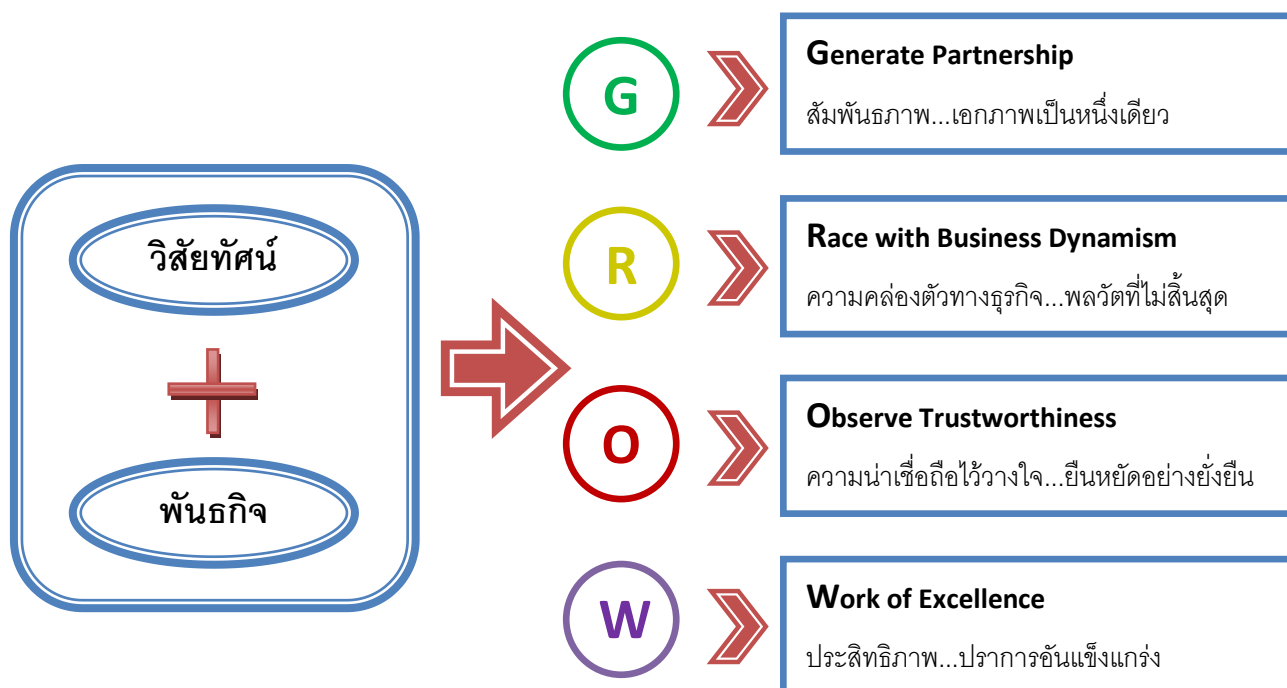 วิสัยทัศน์
พันธกิจ
G
Generate Partnership
สัมพันธภาพ...เอกภาพเป็นหนึ่งเดียว
R
Race with Business Dynamism
ความคล่องตัวทางธุรกิจ...พลวัตที่ไม่สิ้นสุด
O
Observe Trustworthiness
ความน่าเชื่อถือไว้วางใจ...ยืนหยัดอย่างยั่งยืน
W
Work of Excellence
ประสิทธิภาพ...ปราการอันแข็งแกร่ง